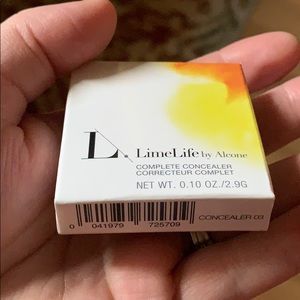 L.
LimeLife by Alcone
COMPLETE CONCEALER
CORRECTEUR COMPLET
NET WT. 0.10 OZ./2.9G
0 041979 725709
CONCEALER 03